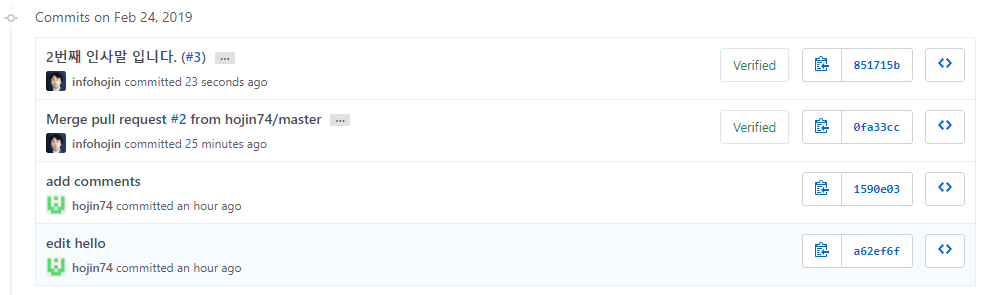 Commits on Feb 24, 2019
2번째 인사말 입니다. (#3) ...
infohojin committed 23 seconds ago
Verified
851715b
Merge pull request #2 from hojin74/master ...
infohojin committed 25 minutes ago
Verified
0fa33cc
add comments
hojin74 committed an hour ago
1590e03
edit hello
hojin74 committed an hour ago
a62ef6f